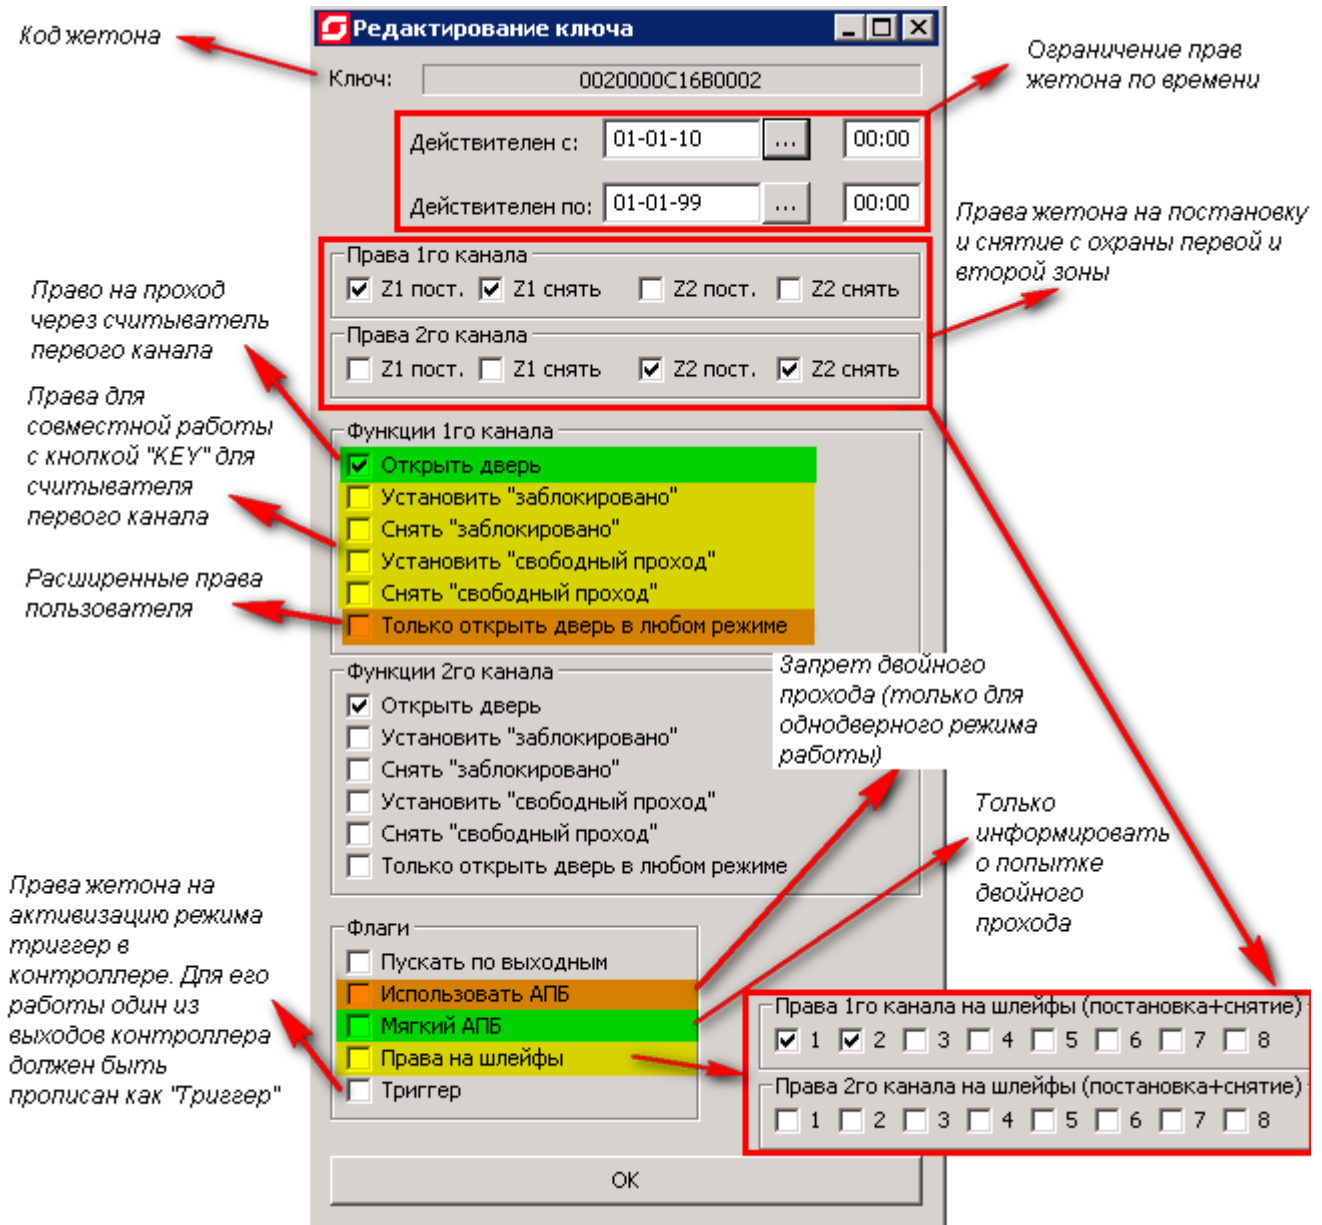 Код жетона
Редактирование ключа
Ключ:
0020000C16B0002
Ограничение прав
жетона по времени
Действителен с:
01-01-10
...
00:00
Действителен по:
01-01-99
...
00:00
Права жетона на постановку
и снятие с охраны первой и
второй зоны
Права 1го канала
Z1 пост. Z1 снять Z2 пост. Z2 снять
Права 2го канала
Z1 пост. Z1 снять Z2 пост. Z2 снять
Право на проход
через считыватель
первого канала
Права для
совместной работы
с кнопкой "KEY" для
считывателя
первого канала
Расширенные права
пользователя
Функции 1го канала
Открыть дверь
Установить "заблокировано"
Снять "заблокировано"
Установить "свободный проход"
Снять "свободный проход"
Только открыть дверь в любом режиме
Функции 2го канала
Открыть дверь
Установить "заблокировано"
Снять "заблокировано"
Установить "свободный проход"
Снять "свободный проход"
Только открыть дверь в любом режиме
Запрет двойного
прохода (только для
однодверного режима
работы)
Только
информировать
о попытке
двойного
прохода
Права жетона на
активизацию режима
триггер в
контроллере. Для его
работы один из
выходов контроллера
должен быть
прописан как "Триггер"
Флаги
Пускать по выходным
Использовать АПБ
Мягкий АПБ
Права на шлейфы
Триггер
Права 1го канала на шлейфы (постановка+снятие)
1 2 3 4 5 6 7 8
Права 2го канала на шлейфы (постановка+снятие)
1 2 3 4 5 6 7 8
OK